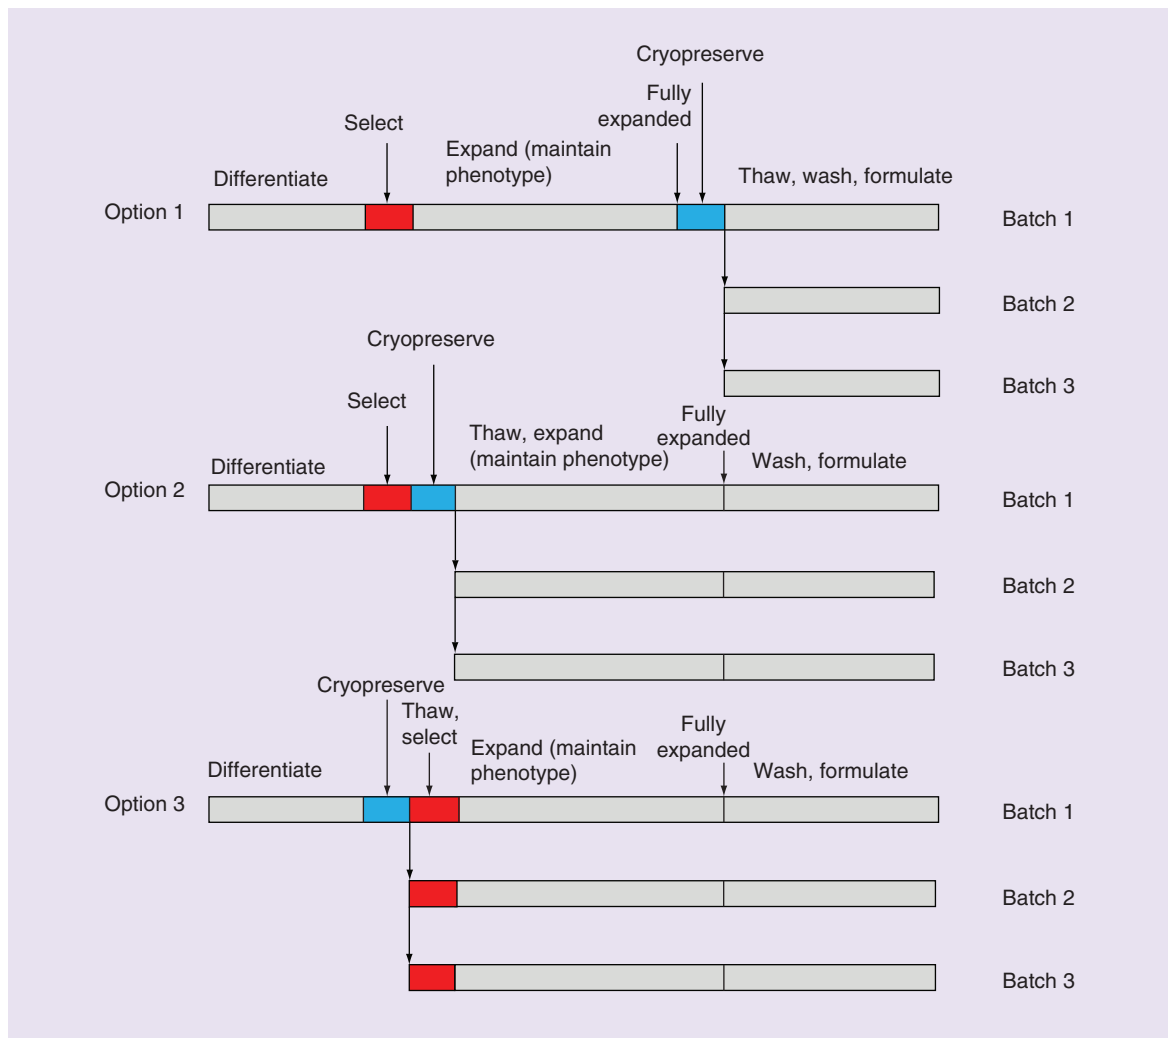 Cryopreserve
Fully
expanded
Select
Expand (maintain
phenotype)
Differentiate
Thaw, wash, formulate
Option 1
Batch 1
Batch 2
Cryopreserve
Batch 3
Select
Fully
expanded
Thaw, expand
(maintain phenotype)
Differentiate
Wash, formulate
Option 2
Batch 1
Batch 2
Batch 3
Cryopreserve
Thaw,
select
Fully
expanded
Expand (maintain
phenotype)
Differentiate
Wash, formulate
Option 3
Batch 1
Batch 2
Batch 3